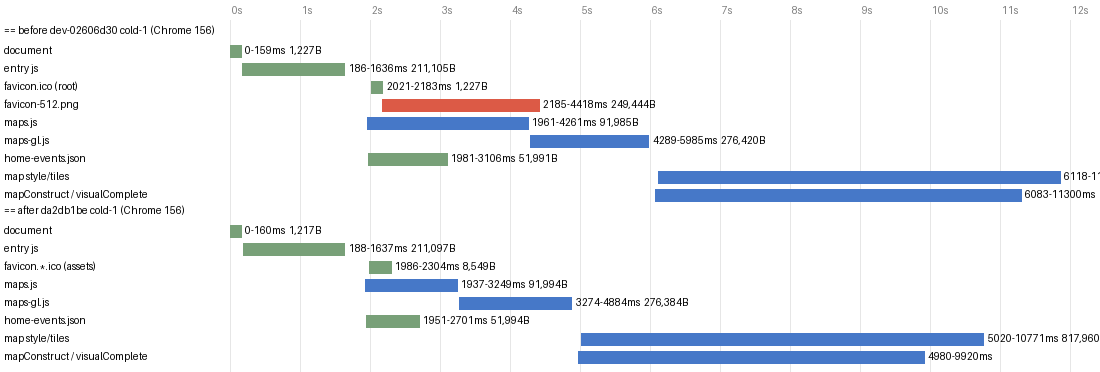 0s 1s 2s 3s 4s 5s 6s 7s 8s 9s 10s 11s 12s
== before dev-02606d30 cold-1 (Chrome 156)
document 0-159ms 1,227B
entry js 186-1636ms 211,105B
favicon.ico (root) 2021-2183ms 1,227B
favicon-512.png 2185-4418ms 249,444B
maps.js 1961-4261ms 91,985B
maps-gl.js 4289-5985ms 276,420B
home-events.json 1981-3106ms 51,991B
map style/tiles 6118-11
mapConstruct / visualComplete 6083-11300ms
== after da2db1be cold-1 (Chrome 156)
document 0-160ms 1,217B
entry js 188-1637ms 211,097B
favicon.*.ico (assets) 1986-2304ms 8,549B
maps.js 1937-3249ms 91,994B
maps-gl.js 3274-4884ms 276,384B
home-events.json 1951-2701ms 51,994B
map style/tiles 5020-10771ms 817,960
mapConstruct / visualComplete 4980-9920ms